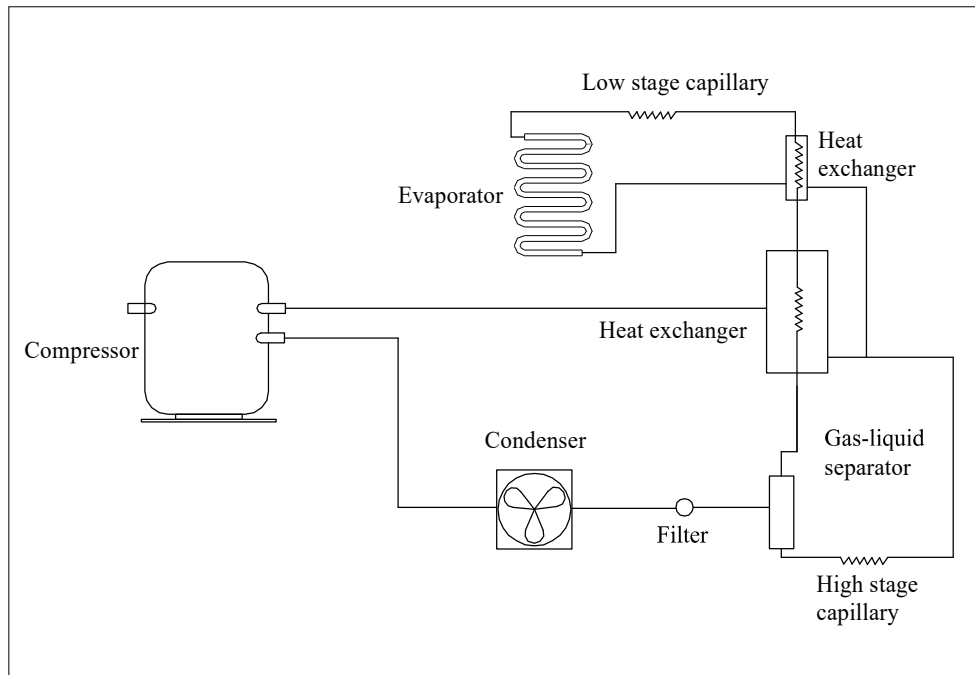 Low stage capillary
Heat
exchanger
Evaporator
Heat exchanger
Compressor
Condenser
Gas-liquid
separator
Filter
High stage
capillary